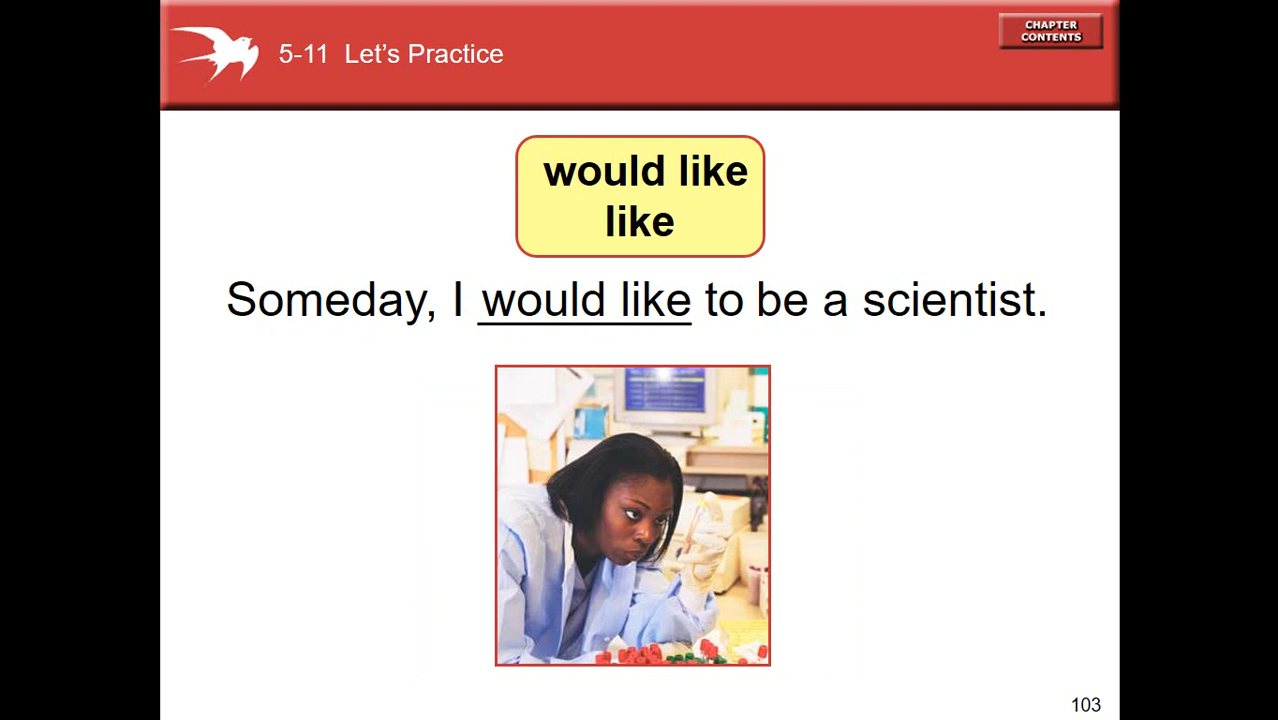 CHAPTER
CONTENTS
5-11 Let’s Practice
would like
like
Someday, I would like to be a scientist.
103